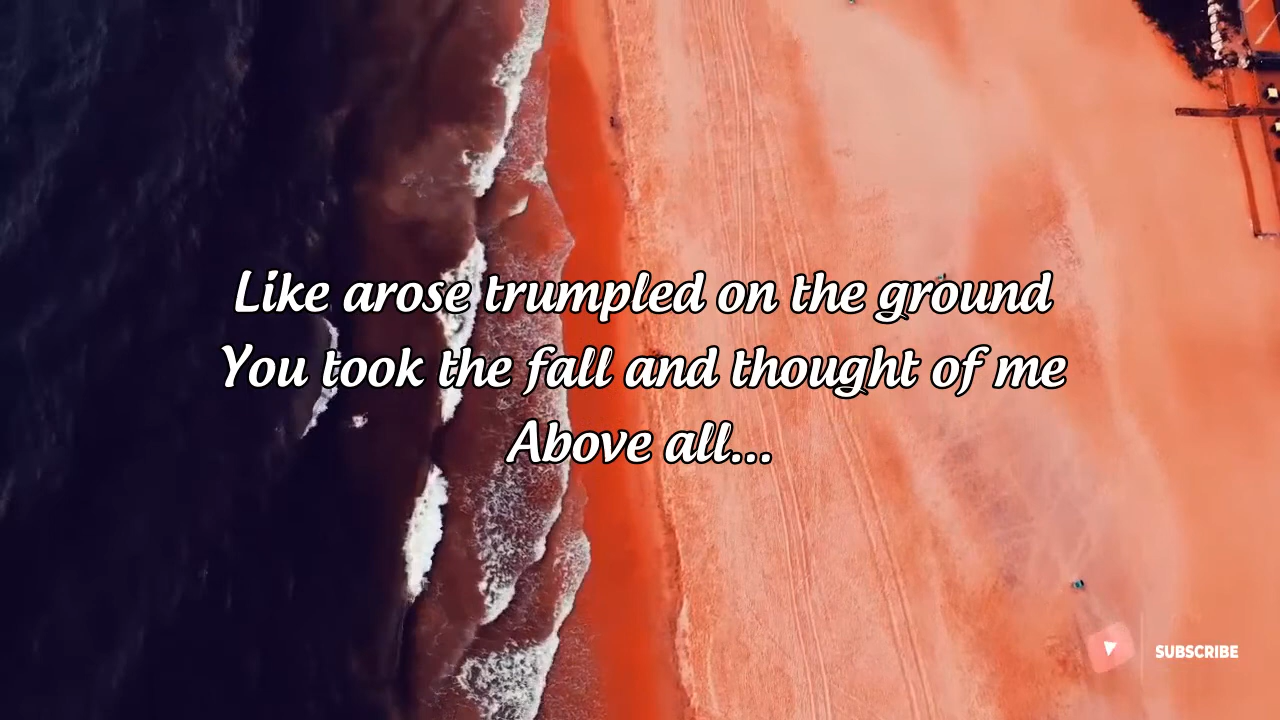 Like arose trumpled on the ground
You took the fall and thought of me
Above all...
SUBSCRIBE